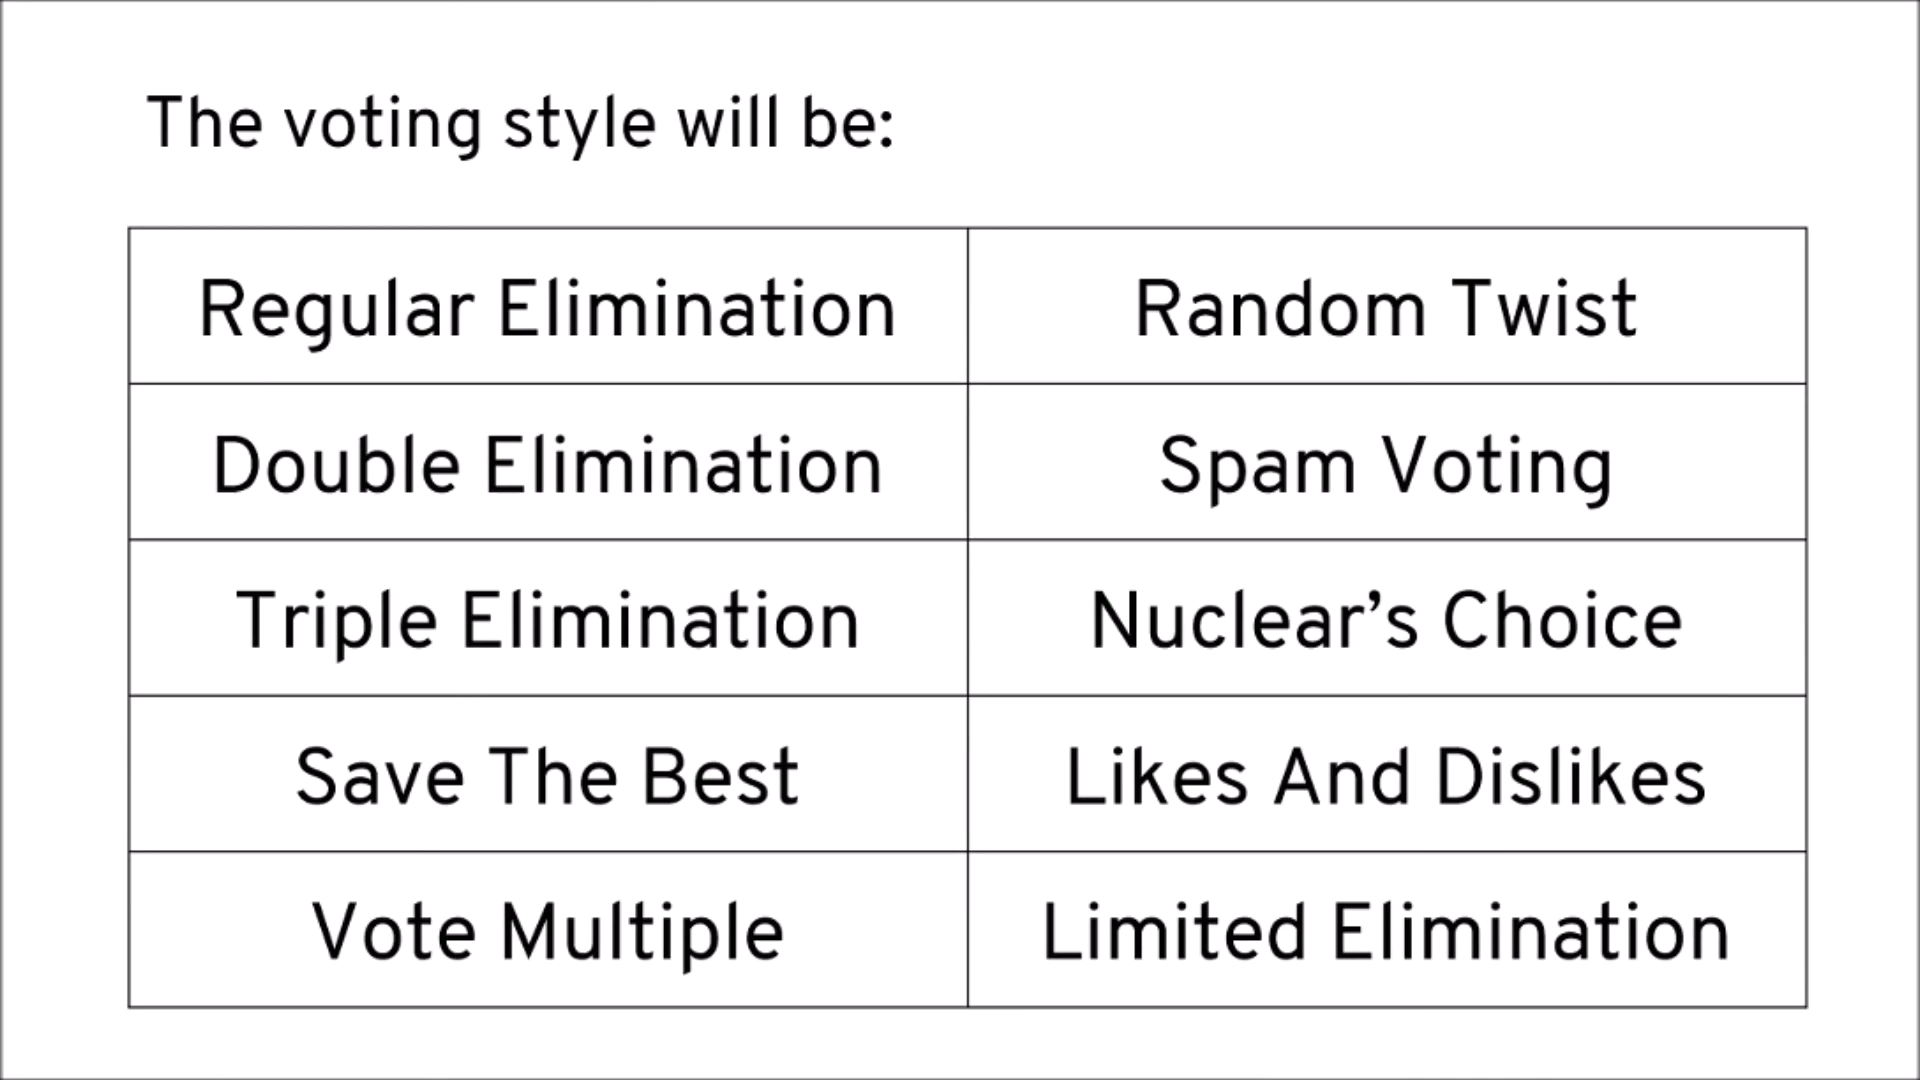 The voting style will be:
Regular Elimination
Random Twist
Double Elimination
Spam Voting
Triple Elimination
Nuclear’s Choice
Save The Best
Likes And Dislikes
Vote Multiple
Limited Elimination